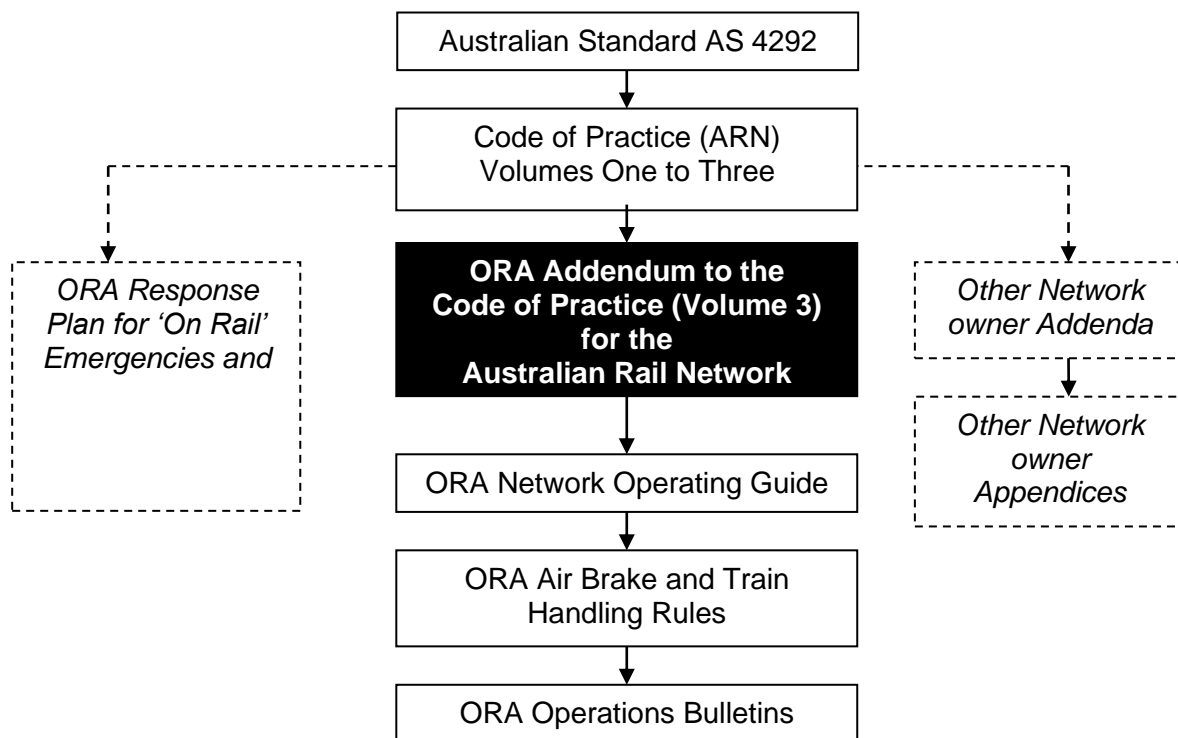 Australian Standard AS 4292
Code of Practice (ARN)
Volumes One to Three
ORA Response
Plan for ‘On Rail’
Emergencies and
ORA Addendum to the
Code of Practice (Volume 3)
for the
Australian Rail Network
Other Network
owner Addenda
Other Network
owner
Appendices
ORA Network Operating Guide
ORA Air Brake and Train
Handling Rules
ORA Operations Bulletins